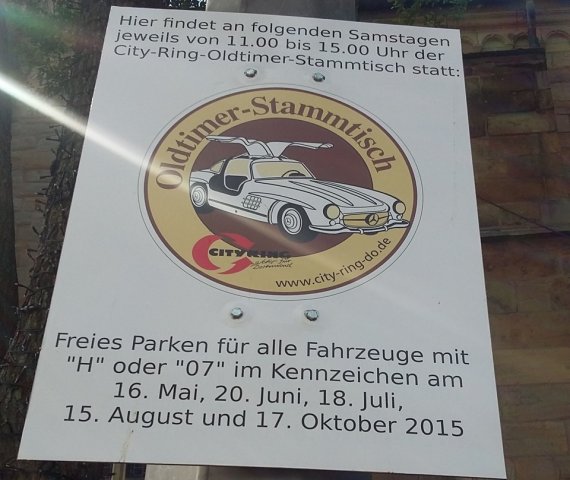 Hier findet an folgenden Samstagen
jeweils von 11.00 bis 15.00 Uhr der
City-Ring-Oldtimer-Stammtisch statt:
Oldtimer-Stammtisch
CITYRING
www.city-ring-do.de
Freies Parken für alle Fahrzeuge mit
"H" oder "07" im Kennzeichen am
16. Mai, 20. Juni, 18. Juli,
15. August und 17. Oktober 2015